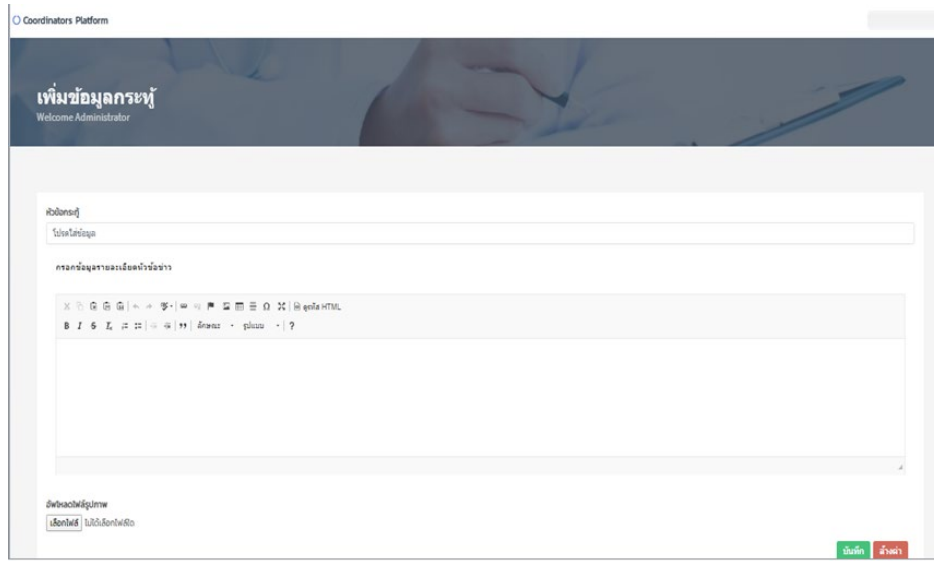 Coordinators Platform
เพิ่มข้อมูลกระทู้
Welcome Administrator
หัวข้อกระทู้
โปรดใส่ข้อมูล
กรอกข้อมูลรายละเอียดหัวข้อข่าว
ดูรหัส HTML
B I S Ix ลักษณะ รูปแบบ ?
อัพโหลดไฟล์รูปภาพ
เลือกไฟล์ ไม่ได้เลือกไฟล์ใด
บันทึก ล้างค่า